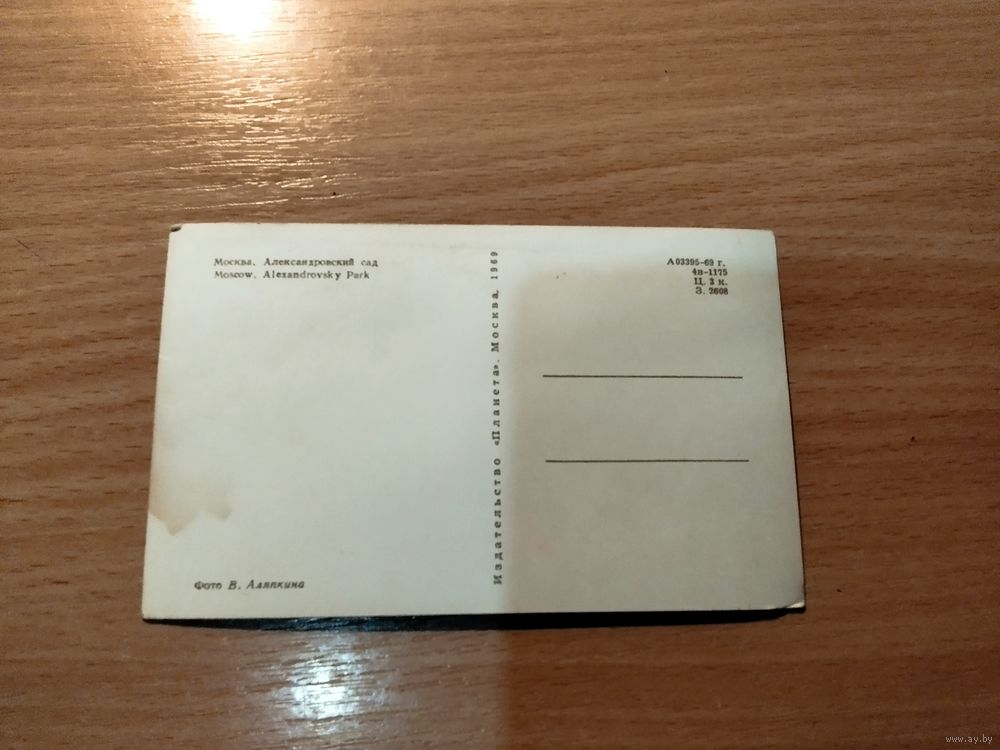 Москва. Александровский сад
Moscow. Alexandrovsky Park
Фото В. Аляпкина
Издательство «Планета». Москва. 1969
А03395-69 г.
4в-1175
Ц. 3 к.
З. 2608
www.ay.by